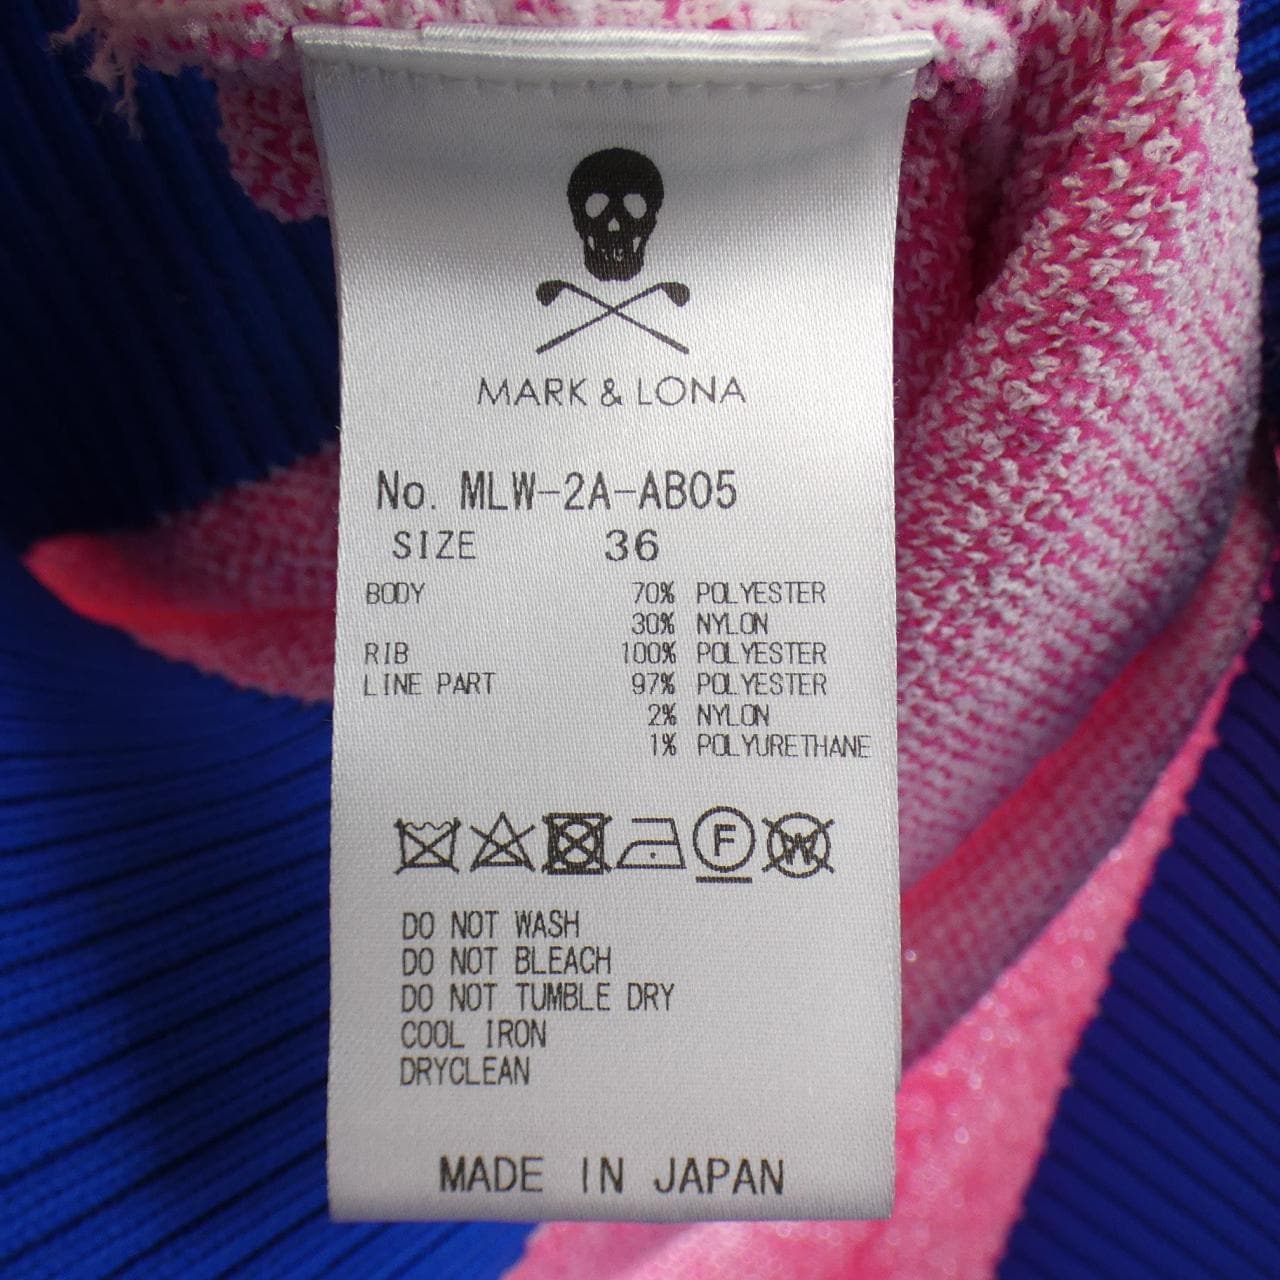 MARK & LONA
No. MLW-2A-AB05
SIZE 36
BODY 70% POLYESTER
30% NYLON
RIB 100% POLYESTER
LINE PART 97% POLYESTER
2% NYLON
1% POLYURETHANE
F W
DO NOT WASH
DO NOT BLEACH
DO NOT TUMBLE DRY
COOL IRON
DRYCLEAN
MADE IN JAPAN